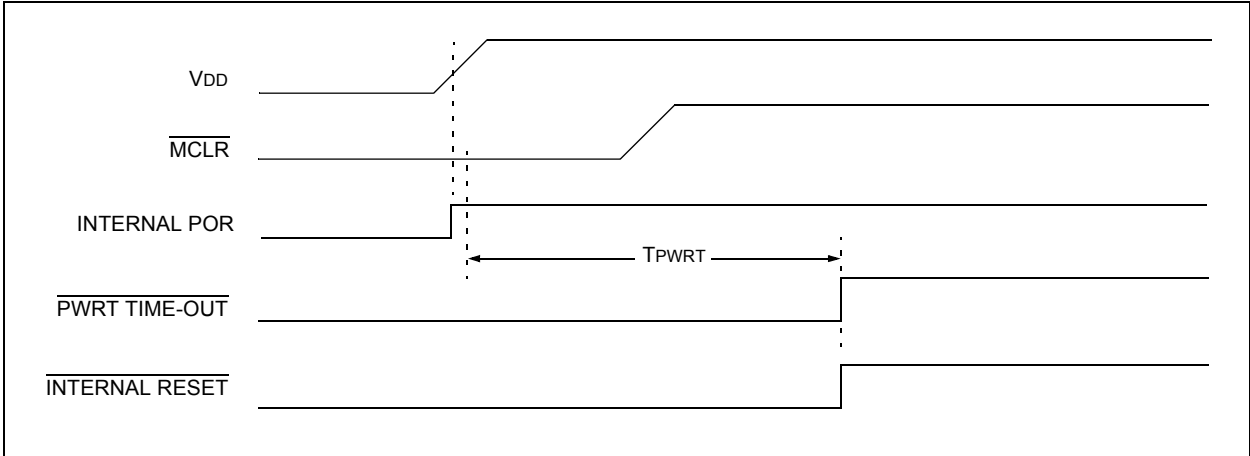 VDD
MCLR
INTERNAL POR
TPWRT
PWRT TIME-OUT
INTERNAL RESET